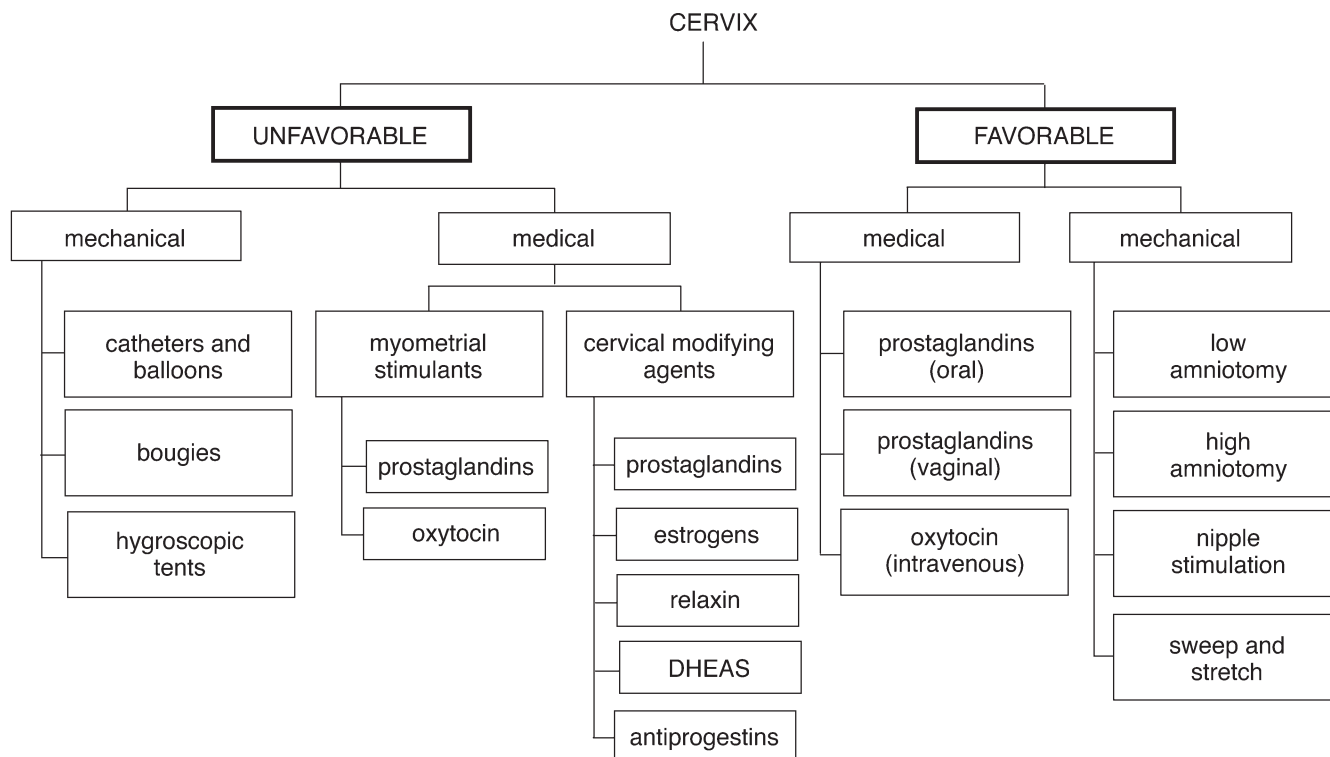 CERVIX
UNFAVORABLE
FAVORABLE
mechanical
medical
medical
mechanical
catheters and
balloons
bougies
hygroscopic
tents
myometrial
stimulants
prostaglandins
oxytocin
cervical modifying
agents
prostaglandins
estrogens
relaxin
DHEAS
antiprogestins
prostaglandins
(oral)
prostaglandins
(vaginal)
oxytocin
(intravenous)
low
amniotomy
high
amniotomy
nipple
stimulation
sweep and
stretch